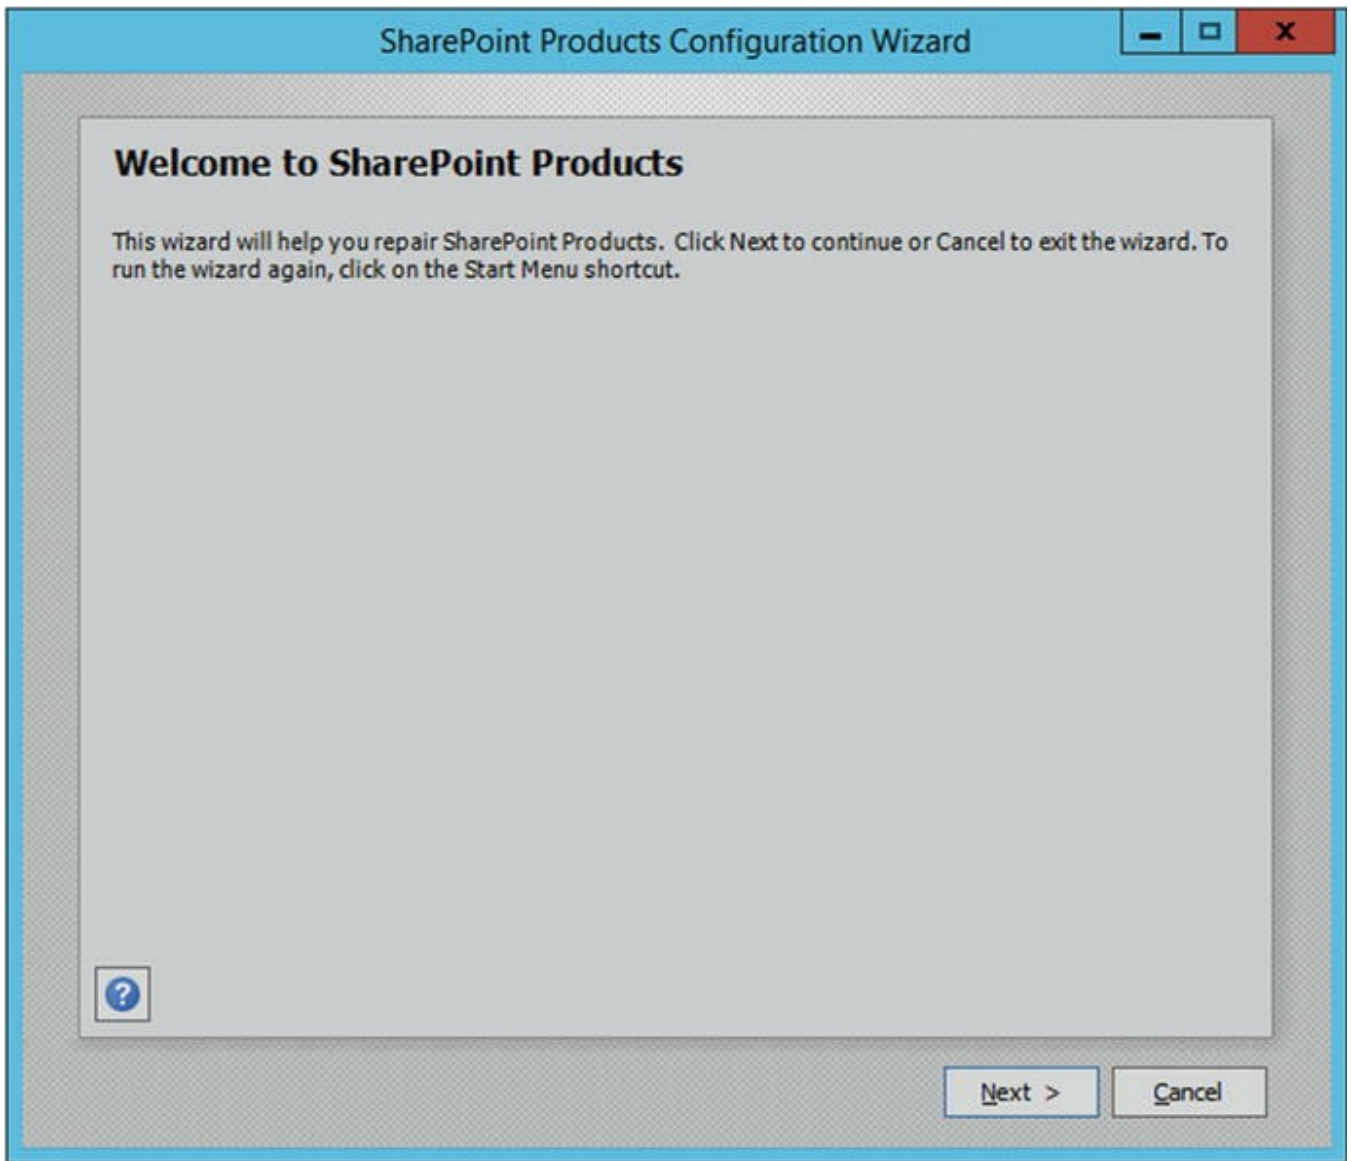 SharePoint Products Configuration Wizard
Welcome to SharePoint Products
This wizard will help you repair SharePoint Products.  Click Next to continue or Cancel to exit the wizard. To
run the wizard again, click on the Start Menu shortcut.
Next >
Cancel